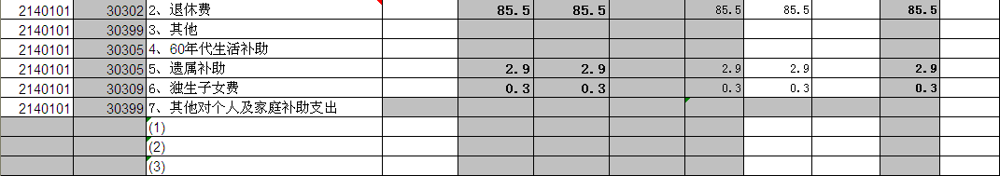 2140101 30302 2、退休费 85.5 85.5 85.5 85.5 85.5
2140101 30399 3、其他
2140101 30305 4、60年代生活补助
2140101 30305 5、遗属补助 2.9 2.9 2.9 2.9 2.9
2140101 30309 6、独生子女费 0.3 0.3 0.3 0.3 0.3
2140101 30399 7、其他对个人及家庭补助支出
(1)
(2)
(3)